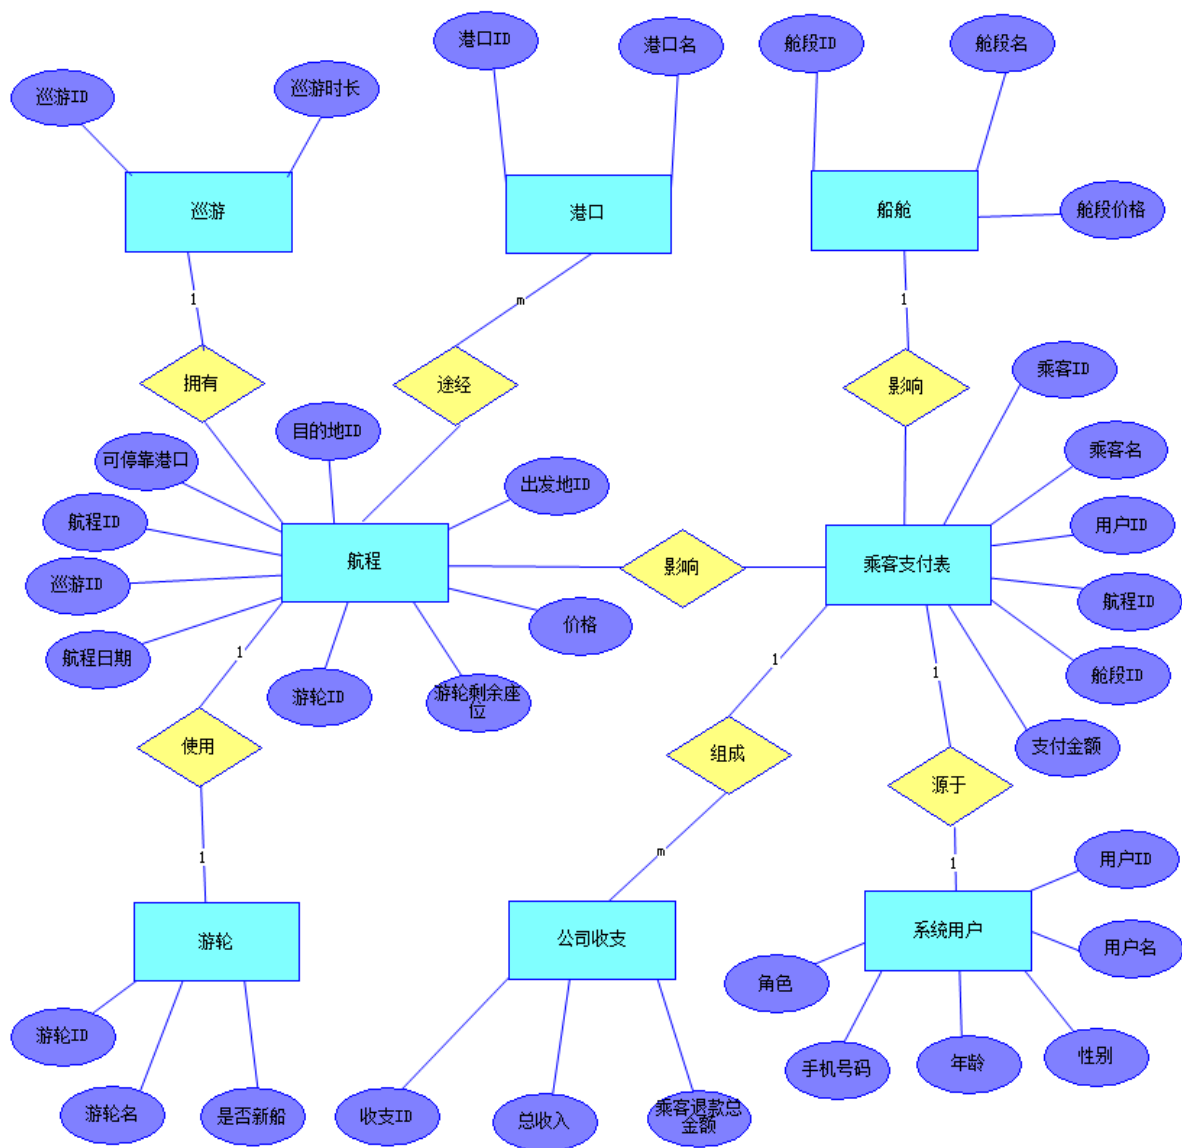 港口ID
港口名
舱段ID
舱段名
巡游ID
巡游时长
巡游
港口
船舱
舱段价格
1
m
1
拥有
途经
影响
乘客ID
目的地ID
可停靠港口
出发地ID
乘客名
航程ID
用户ID
航程
影响
乘客支付表
巡游ID
航程ID
价格
航程日期
1
游轮ID
游轮剩余座
位
1
1
舱段ID
使用
组成
源于
支付金额
1
m
1
用户ID
游轮
公司收支
系统用户
用户名
角色
游轮ID
手机号码
年龄
性别
游轮名
是否新船
收支ID
总收入
乘客退款总
金额